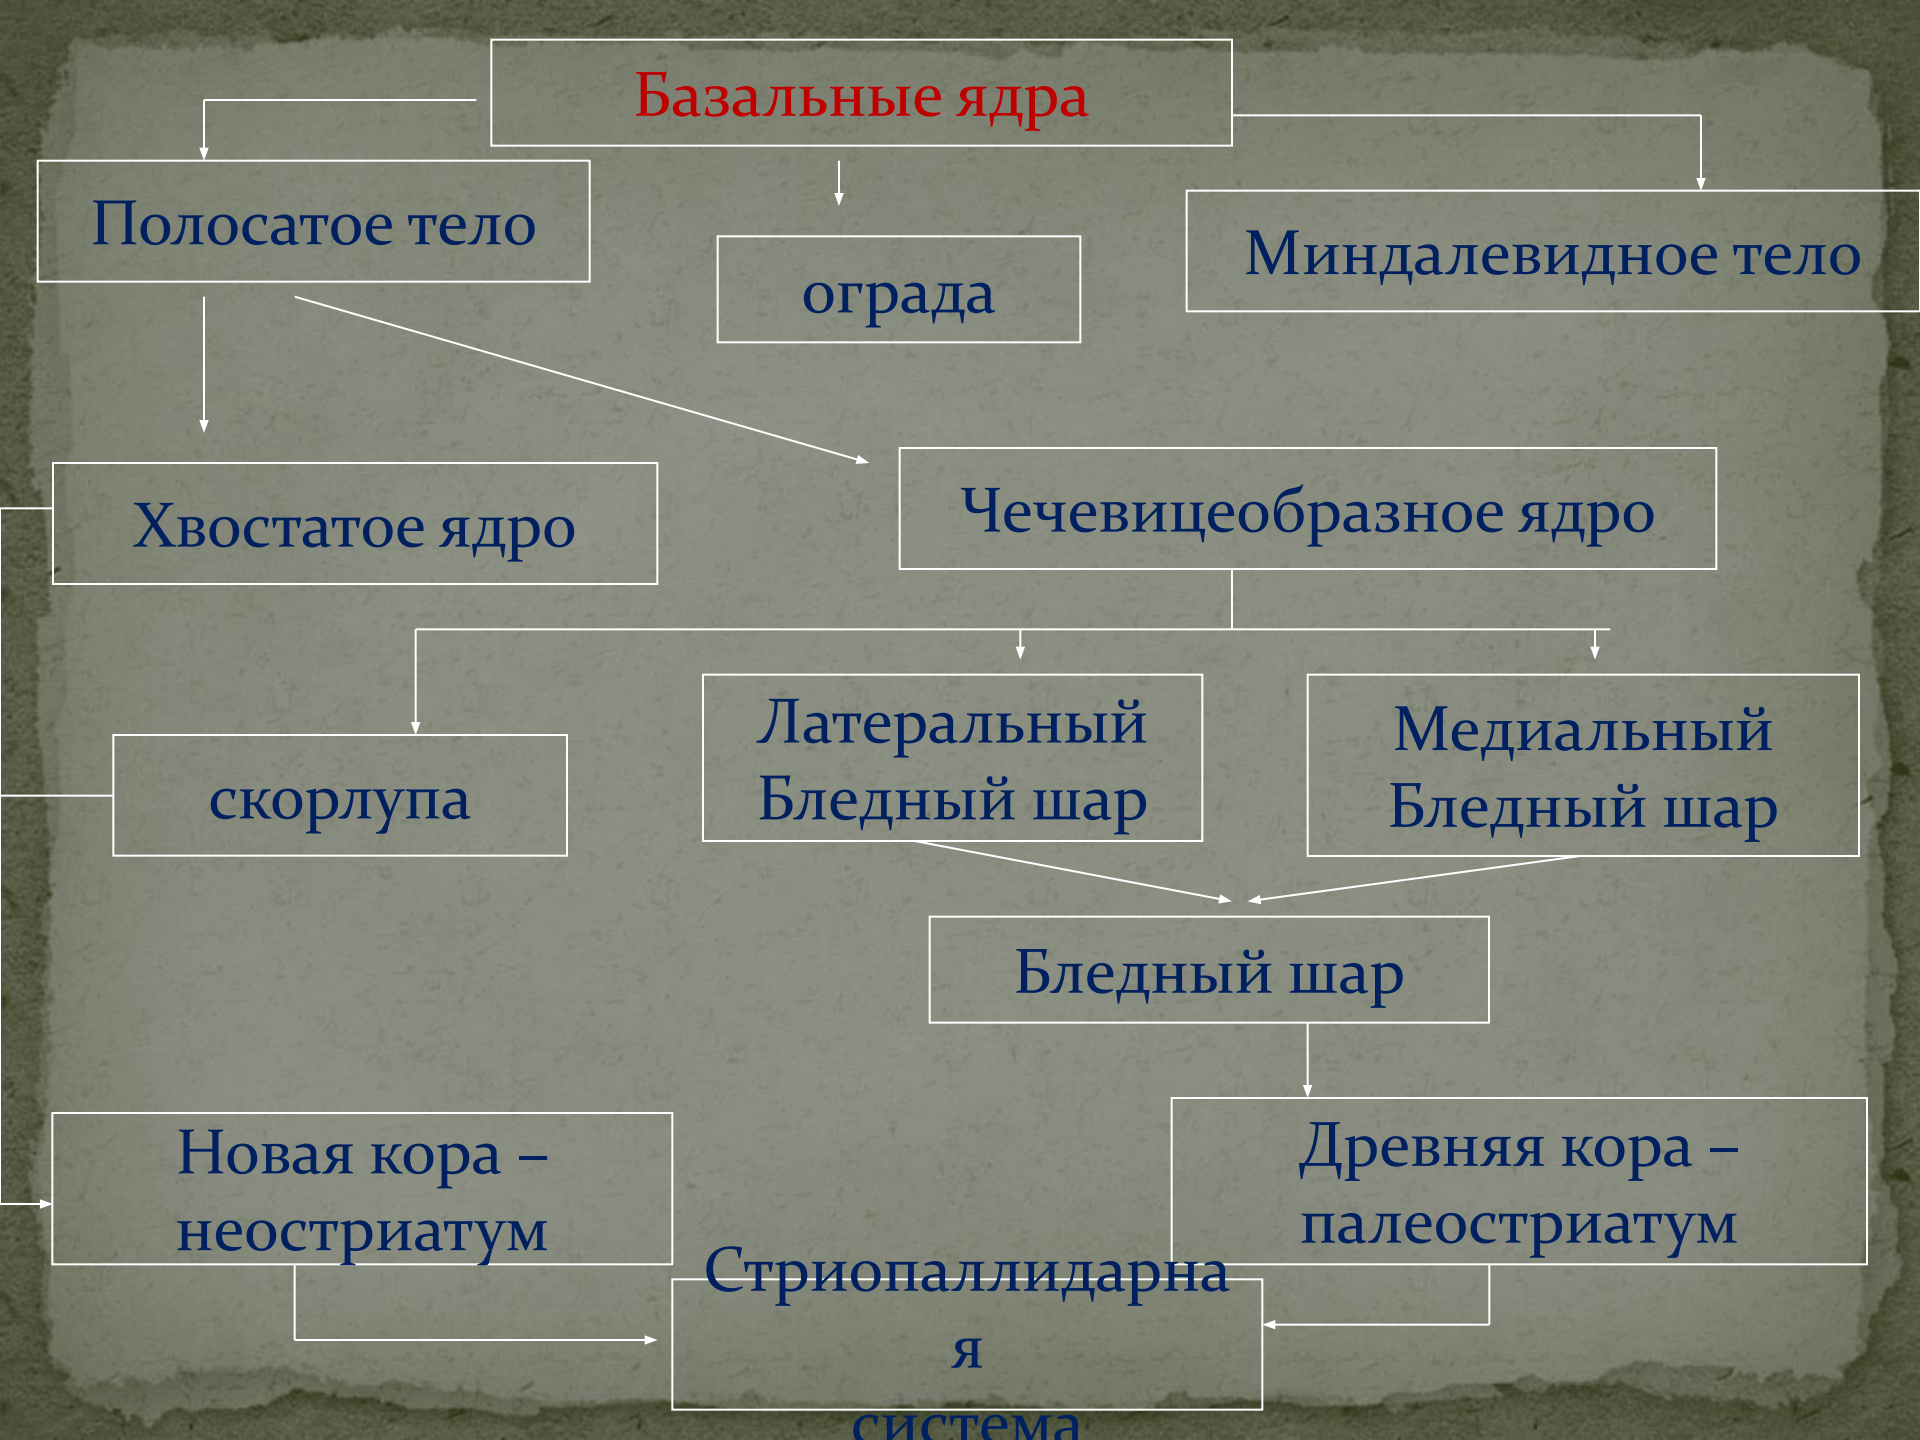 Базальные ядра
Полосатое тело
ограда
Миндалевидное тело
Хвостатое ядро
Чечевицеобразное ядро
скорлупа
Латеральный
Бледный шар
Медиальный
Бледный шар
Бледный шар
Новая кора –
неостриатум
Древняя кора –
палеостриатум
Стриопаллидарна
я
система